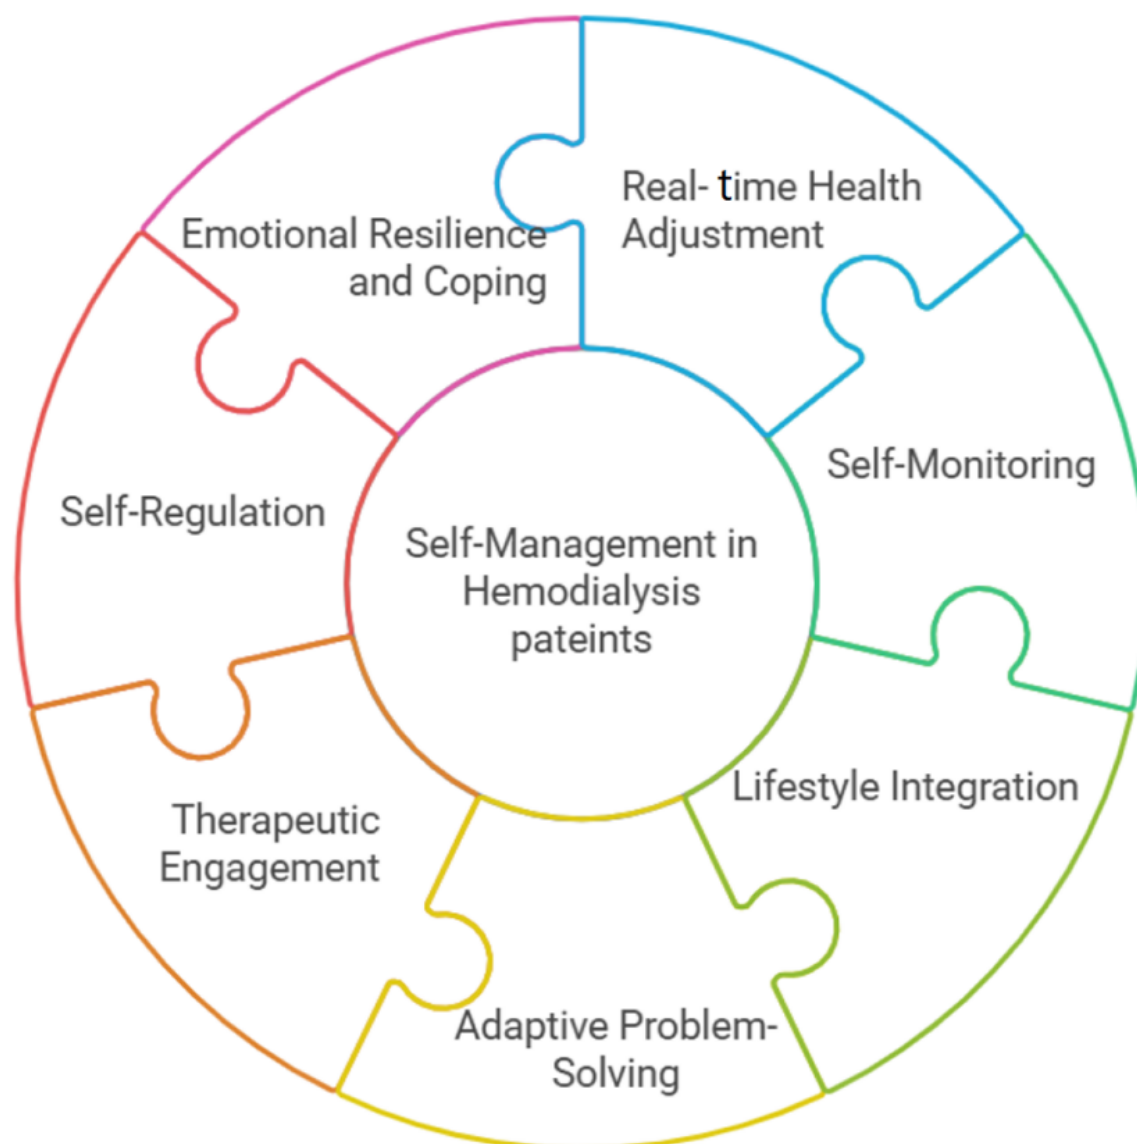 Real- time Health
Adjustment
Emotional Resilience
and Coping
Self-Monitoring
Self-Regulation
Self-Management in
Hemodialysis
pateints
Lifestyle Integration
Therapeutic
Engagement
Adaptive Problem-
Solving